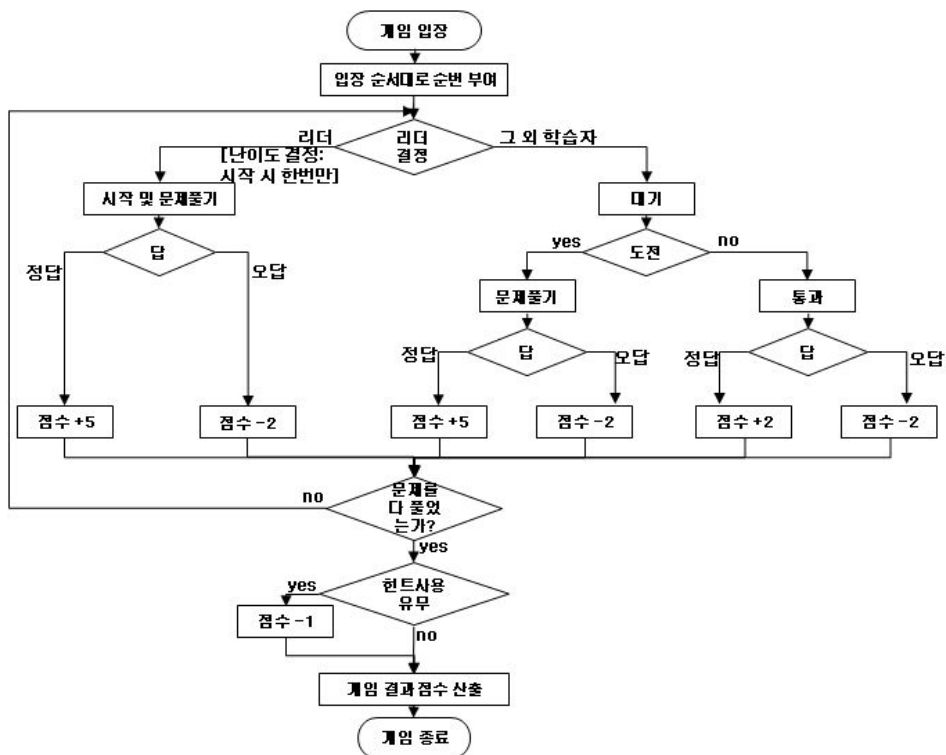 게임 입장
입장 순서대로 순번 부여
리더
리더
결정
그 외 학습자
[난이도 결정:
시작 시 한번만]
시작 및 문제풀기
대기
답
yes
도전
no
정답
오답
문제풀기
통과
정답
답
오답
정답
답
오답
점수 +5
점수 -2
점수 +5
점수 -2
점수 +2
점수 -2
no
문제를
다 풀었
는가?
yes
yes
힌트사용
유무
점수 -1
no
게임 결과 점수 산출
게임 종료